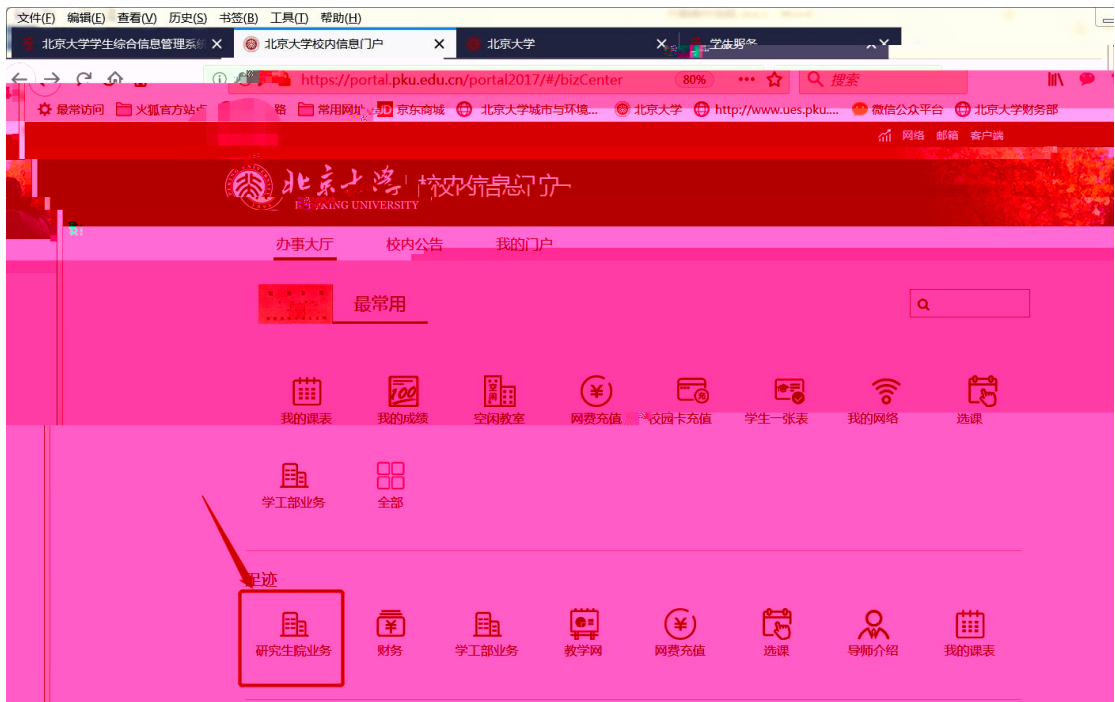 文件(F) 编辑(E) 查看(V) 历史(S) 书签(B) 工具(T) 帮助(H)
北京大学学生综合信息管理系统 × 北京大学校内信息门户 × 北京大学 × 学生服务 ×
https://portal.pku.edu.cn/portal2017/#/bizCenter 80% 搜索
最常访问 火狐官方站点 常用网址 JD 京东商城 北京大学城市与环境... 北京大学 http://www.ues.pku.... 微信公众平台 北京大学财务部
网络 邮箱 客户端
北京大学 校内信息门户
PEKING UNIVERSITY
办事大厅 校内公告 我的门户
最常用
我的课表 我的成绩 空闲教室 网费充值 校园卡充值 学生一张表 我的网络 选课
学工部业务 全部
足迹
研究生院业务 财务 学工部业务 教学网 网费充值 选课 导师介绍 我的课表